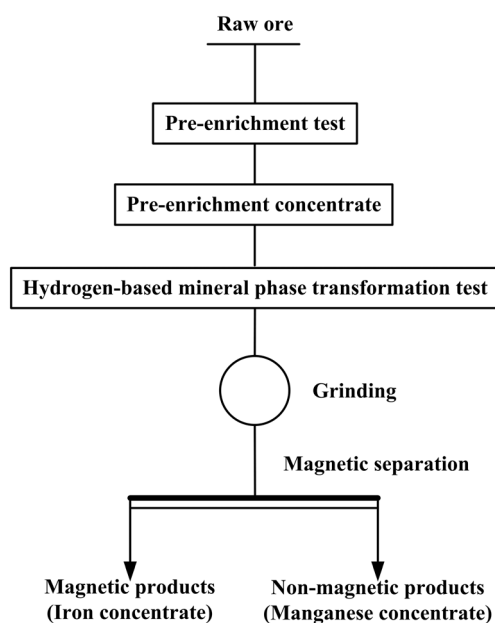 Raw ore
Pre-enrichment test
Pre-enrichment concentrate
Hydrogen-based mineral phase transformation test
Grinding
Magnetic separation
Magnetic products
(Iron concentrate)
Non-magnetic products
(Manganese concentrate)